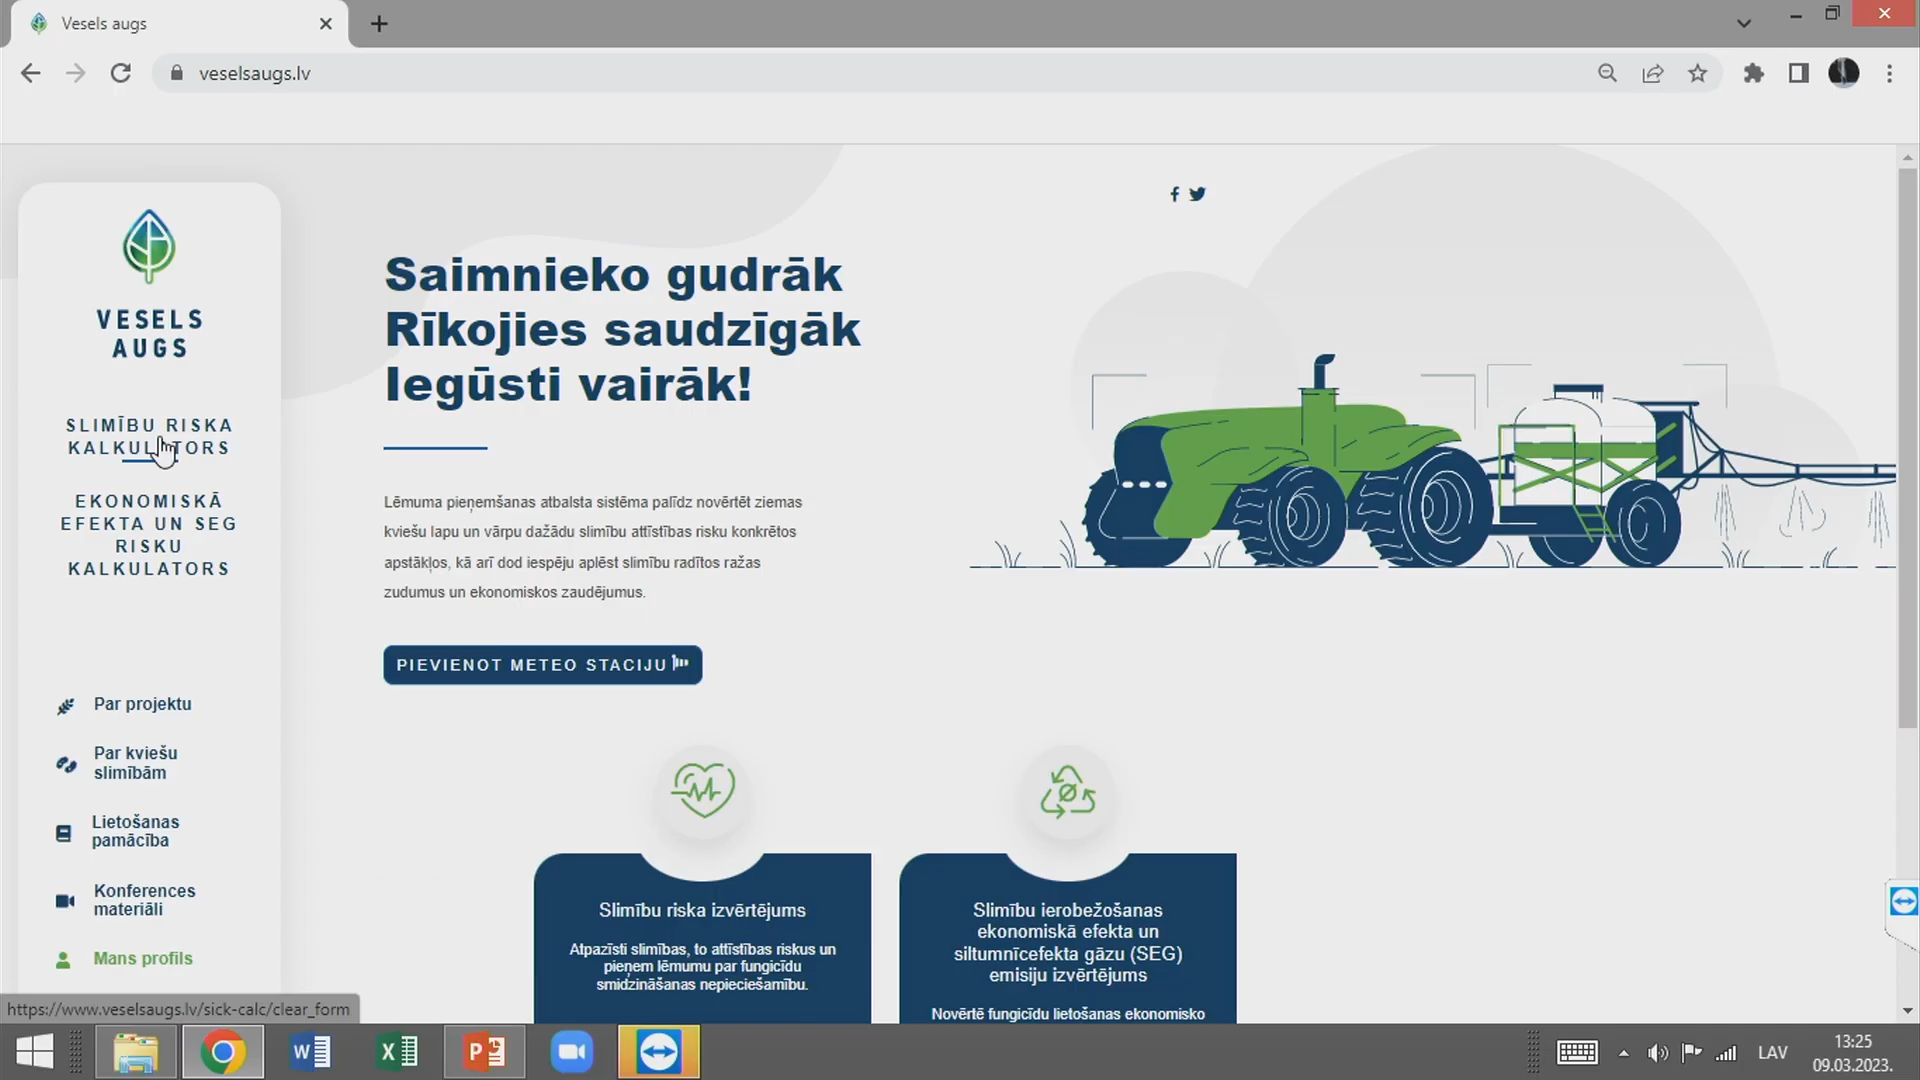 Vesels augs
veselsaugs.lv
VESELS
AUGS
SLIMĪBU RISKA
KALKULATORS
EKONOMISKĀ
EFEKTA UN SEG
RISKU
KALKULATORS
Par projektu
Par kviešu
slimībām
Lietošanas
pamācība
Konferences
materiāli
Mans profils
Saimnieko gudrāk
Rīkojies saudzīgāk
Iegūsti vairāk!
Lēmuma pieņemšanas atbalsta sistēma palīdz novērtēt ziemas
kviešu lapu un vārpu dažādu slimību attīstības risku konkrētos
apstākļos, kā arī dod iespēju aplēst slimību radītos ražas
zudumus un ekonomiskos zaudējumus.
PIEVIENOT METEO STACIJU
Slimību riska izvērtējums
Atpazīsti slimības, to attīstības riskus un
pieņem lēmumu par fungicīdu
smidzināšanas nepieciešamību.
Slimību ierobežošanas
ekonomiskā efekta un
siltumnīcefekta gāzu (SEG)
emisiju izvērtējums
Novērtē fungicīdu lietošanas ekonomisko
https://www.veselsaugs.lv/sick-calc/clear_form
LAV
13:25
09.03.2023.